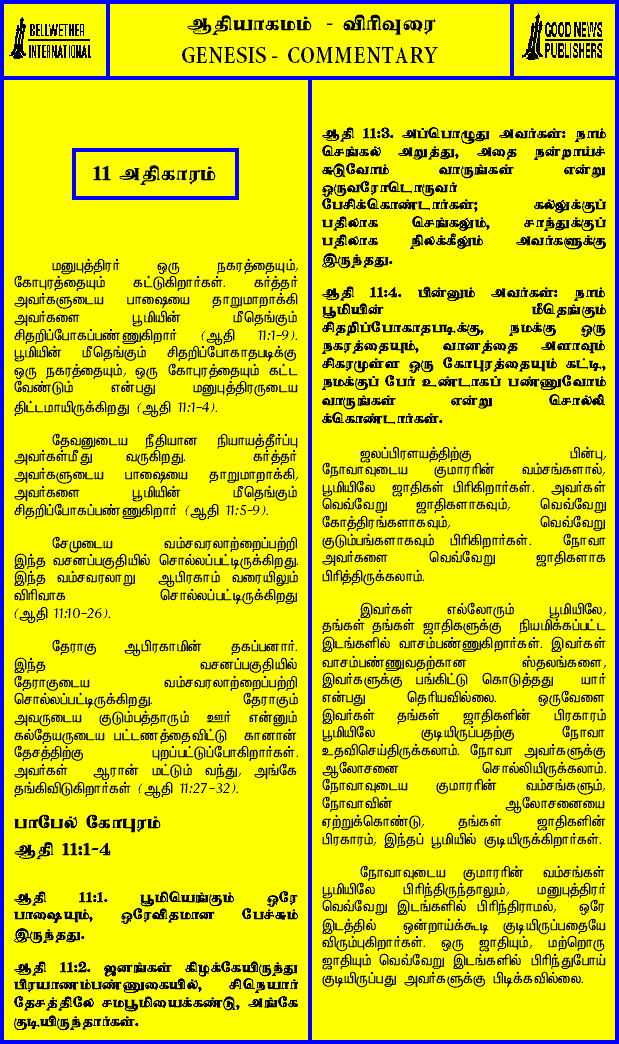 BELLWETHER
INTERNATIONAL
ஆதியாகமம் - விரிவுரை
GENESIS - COMMENTARY
GOOD NEWS
PUBLISHERS
11 அதிகாரம்
மனுபுத்திரர் ஒரு நகரத்தையும்,
கோபுரத்தையும் கட்டுகிறார்கள். கர்த்தர்
அவர்களுடைய பாஷையை தாறுமாறாக்கி
அவர்களை பூமியின் மீதெங்கும்
சிதறிப்போகப்பண்ணுகிறார் (ஆதி 11:1-9).
பூமியின் மீதெங்கும் சிதறிப்போகாதபடிக்கு
ஒரு நகரத்தையும், ஒரு கோபுரத்தையும் கட்ட
வேண்டும் என்பது மனுபுத்திரருடைய
திட்டமாயிருக்கிறது (ஆதி 11:1-4).
தேவனுடைய நீதியான நியாயத்தீர்ப்பு
அவர்கள்மீது வருகிறது. கர்த்தர்
அவர்களுடைய பாஷையை தாறுமாறாக்கி,
அவர்களை பூமியின் மீதெங்கும்
சிதறிப்போகப்பண்ணுகிறார் (ஆதி 11:5-9).
சேமுடைய வம்சவரலாற்றைப்பற்றி
இந்த வசனப்பகுதியில் சொல்லப்பட்டிருக்கிறது.
இந்த வம்சவரலாறு ஆபிரகாம் வரையிலும்
விரிவாக சொல்லப்பட்டிருக்கிறது
(ஆதி 11:10-26).
தேராகு ஆபிரகாமின் தகப்பனார்.
இந்த வசனப்பகுதியில்
தேராகுடைய வம்சவரலாற்றைப்பற்றி
சொல்லப்பட்டிருக்கிறது. தேராகும்
அவருடைய குடும்பத்தாரும் ஊர் என்னும்
கல்தேயருடைய பட்டணத்தைவிட்டு கானான்
தேசத்திற்கு புறப்பட்டுப்போகிறார்கள்.
அவர்கள் ஆரான் மட்டும் வந்து, அங்கே
தங்கிவிடுகிறார்கள் (ஆதி 11:27-32).
பாபேல் கோபுரம்
ஆதி 11:1-4
ஆதி 11:1. பூமியெங்கும் ஒரே
பாஷையும், ஒரேவிதமான பேச்சும்
இருந்தது.
ஆதி 11:2. ஜனங்கள் கிழக்கேயிருந்து
பிரயாணம்பண்ணுகையில், சிநெயார்
தேசத்திலே சமபூமியைக்கண்டு, அங்கே
குடியிருந்தார்கள்.
ஆதி 11:3. அப்பொழுது அவர்கள்: நாம்
செங்கல் அறுத்து, அதை நன்றாய்ச்
சுடுவோம் வாருங்கள் என்று
ஒருவரோடொருவர்
பேசிக்கொண்டார்கள்; கல்லுக்குப்
பதிலாக செங்கலும், சாந்துக்குப்
பதிலாக நிலக்கீலும் அவர்களுக்கு
இருந்தது.
ஆதி 11:4. பின்னும் அவர்கள்: நாம்
பூமியின் மீதெங்கும்
சிதறிப்போகாதபடிக்கு, நமக்கு ஒரு
நகரத்தையும், வானத்தை அளாவும்
சிகரமுள்ள ஒரு கோபுரத்தையும் கட்டி,
நமக்குப் பேர் உண்டாகப் பண்ணுவோம்
வாருங்கள் என்று சொல்லி
க்கொண்டார்கள்.
ஜலப்பிரளயத்திற்கு பின்பு,
நோவாவுடைய குமாரரின் வம்சங்களால்,
பூமியிலே ஜாதிகள் பிரிகிறார்கள். அவர்கள்
வெவ்வேறு ஜாதிகளாகவும், வெவ்வேறு
கோத்திரங்களாகவும், வெவ்வேறு
குடும்பங்களாகவும் பிரிகிறார்கள். நோவா
அவர்களை வெவ்வேறு ஜாதிகளாக
பிரித்திருக்கலாம்.
இவர்கள் எல்லோரும் பூமியிலே,
தங்கள் தங்கள் ஜாதிகளுக்கு நியமிக்கப்பட்ட
இடங்களில் வாசம்பண்ணுகிறார்கள். இவர்கள்
வாசம்பண்ணுவதற்கான ஸ்தலங்களை,
இவர்களுக்கு பங்கிட்டு கொடுத்தது யார்
என்பது தெரியவில்லை. ஒருவேளை
இவர்கள் தங்கள் ஜாதிகளின் பிரகாரம்
பூமியிலே குடியிருப்பதற்கு நோவா
உதவிசெய்திருக்கலாம். நோவா அவர்களுக்கு
ஆலோசனை சொல்லியிருக்கலாம்.
நோவாவுடைய குமாரரின் வம்சங்களும்,
நோவாவின் ஆலோசனையை
ஏற்றுக்கொண்டு, தங்கள் ஜாதிகளின்
பிரகாரம், இந்தப் பூமியில் குடியிருக்கிறார்கள்.
நோவாவுடைய குமாரரின் வம்சங்கள்
பூமியிலே பிரிந்திருந்தாலும், மனுபுத்திரர்
வெவ்வேறு இடங்களில் பிரிந்திராமல், ஒரே
இடத்தில் ஒன்றாய்க்கூடி குடியிருப்பதையே
விரும்புகிறார்கள். ஒரு ஜாதியும், மற்றொரு
ஜாதியும் வெவ்வேறு இடங்களில் பிரிந்துபோய்
குடியிருப்பது அவர்களுக்கு பிடிக்கவில்லை.